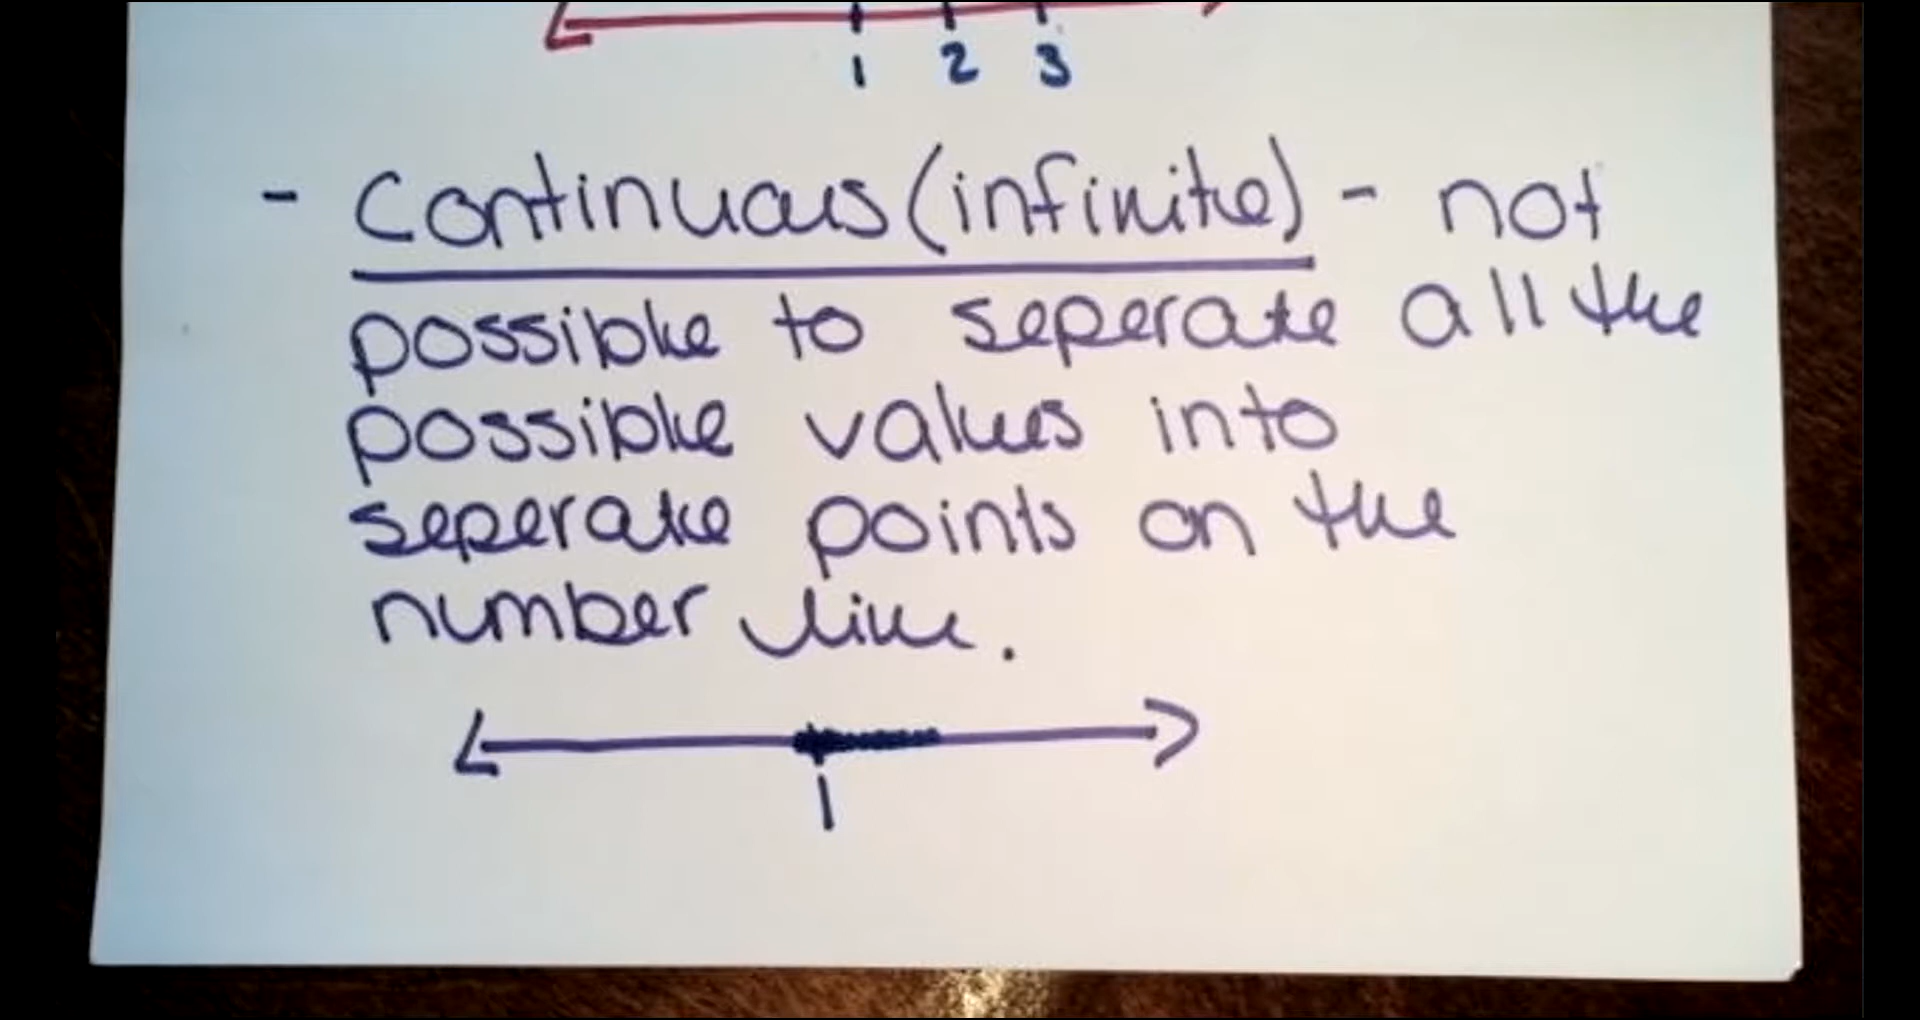 1 2 3
- Continuous (infinite) - not
possible to seperate all the
possible values into
seperate points on the
number line.
1